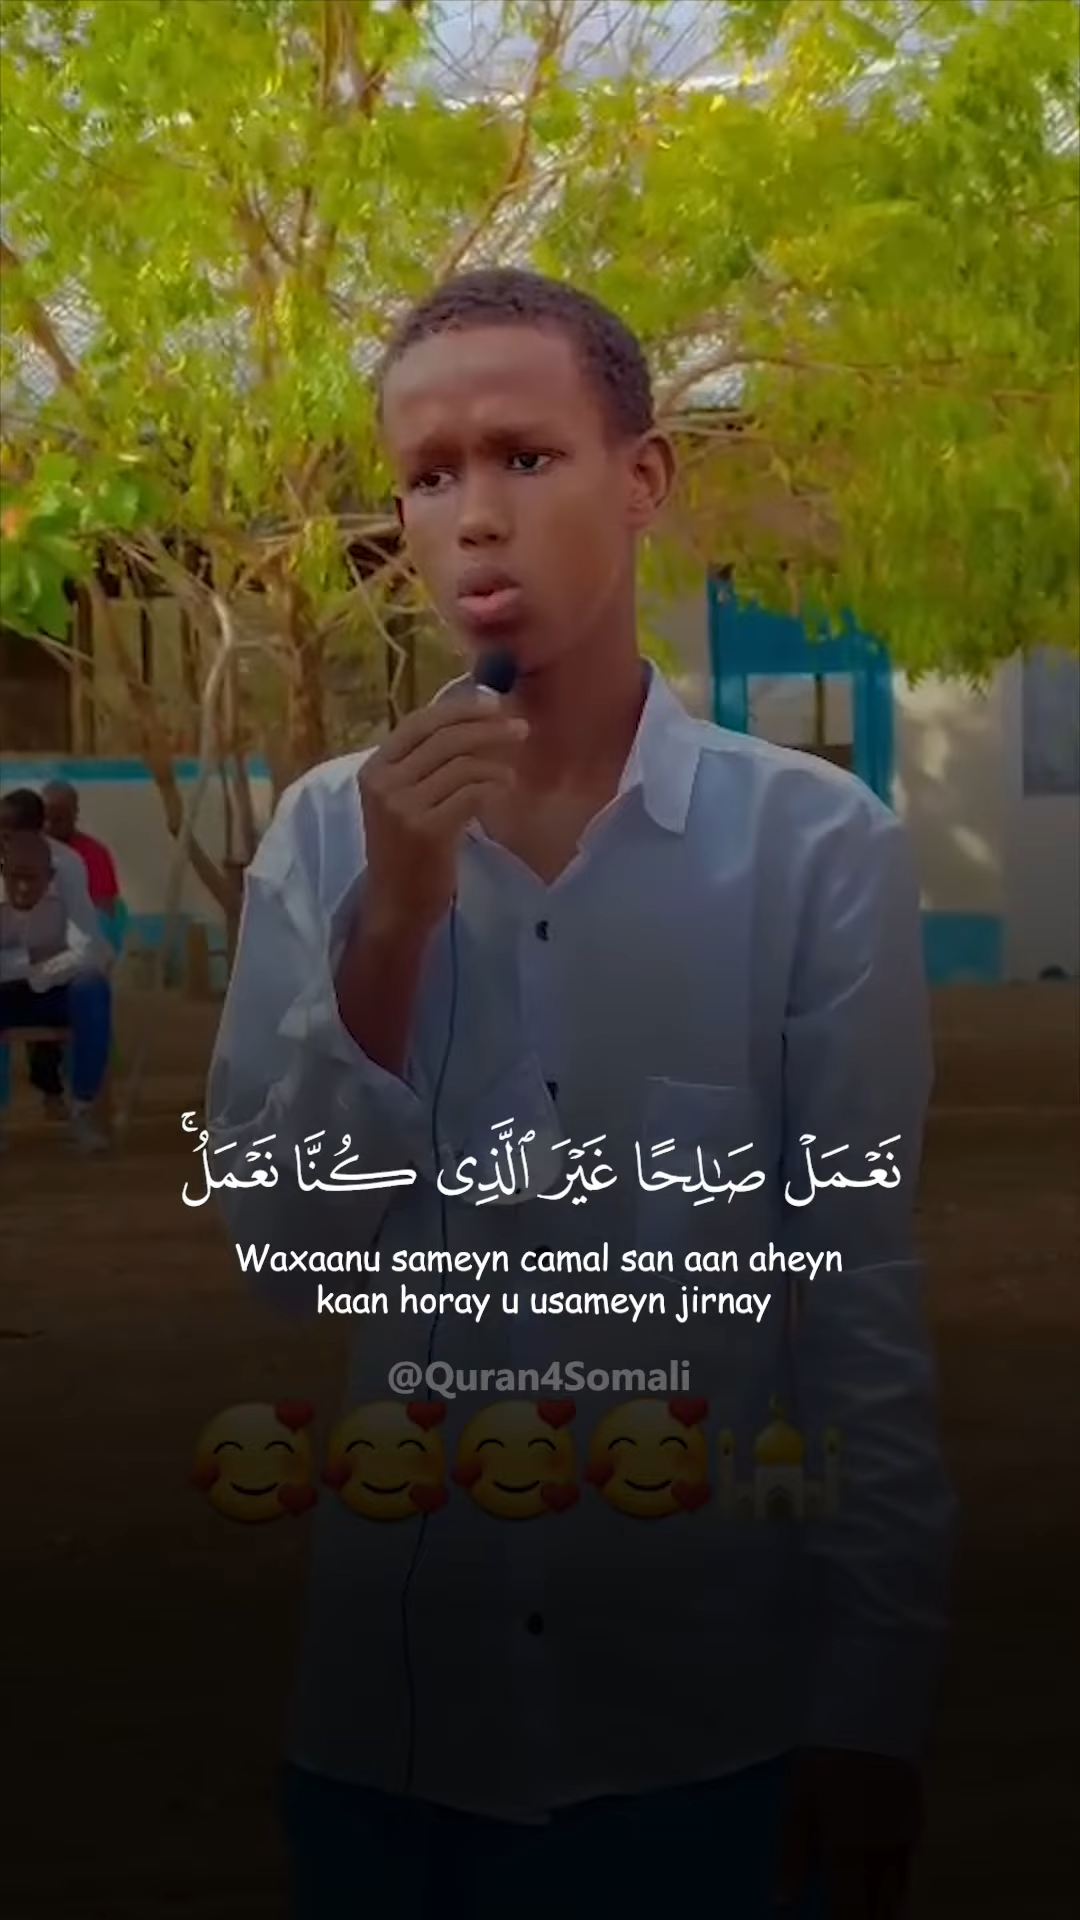 نَعْمَلْ صَـٰلِحًا غَيْرَ ٱلَّذِى كُنَّا نَعْمَلُ ۚ
Waxaanu sameyn camal san aan aheyn
kaan horay u usameyn jirnay
@Quran4Somali
🥰🥰🥰🥰🕌